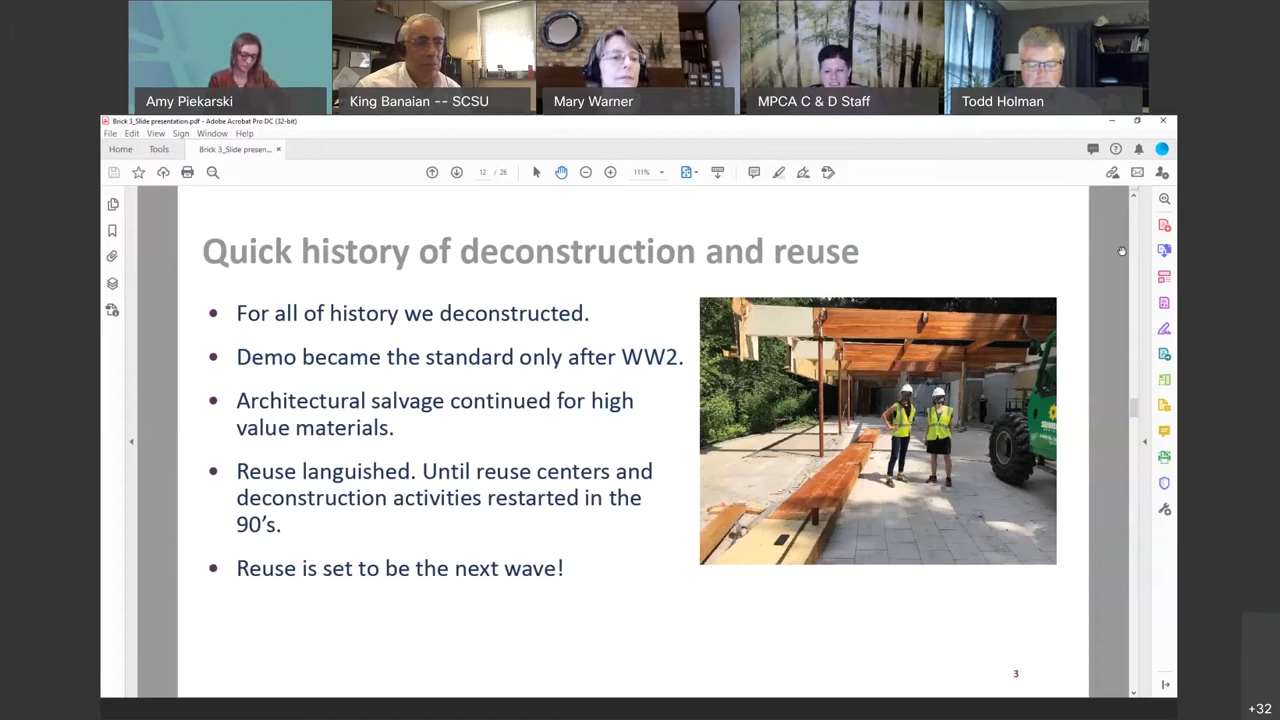 Amy Piekarski
King Banaian -- SCSU
Mary Warner
MPCA C & D Staff
Todd Holman
Brick 3_Slide presentation.pdf - Adobe Acrobat Pro DC (32-bit)
File Edit View Sign Window Help
Home Tools Brick 3_Slide presen... ×
12 / 26 111%
Quick history of deconstruction and reuse
• For all of history we deconstructed.
• Demo became the standard only after WW2.
• Architectural salvage continued for high
value materials.
• Reuse languished. Until reuse centers and
deconstruction activities restarted in the
90’s.
• Reuse is set to be the next wave!
3
+32